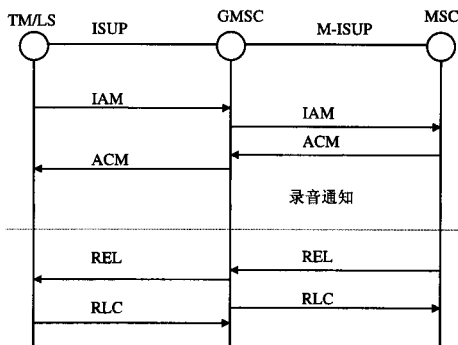 TM/LS
ISUP
GMSC
M-ISUP
MSC
IAM
IAM
ACM
ACM
录音通知
REL
REL
RLC
RLC